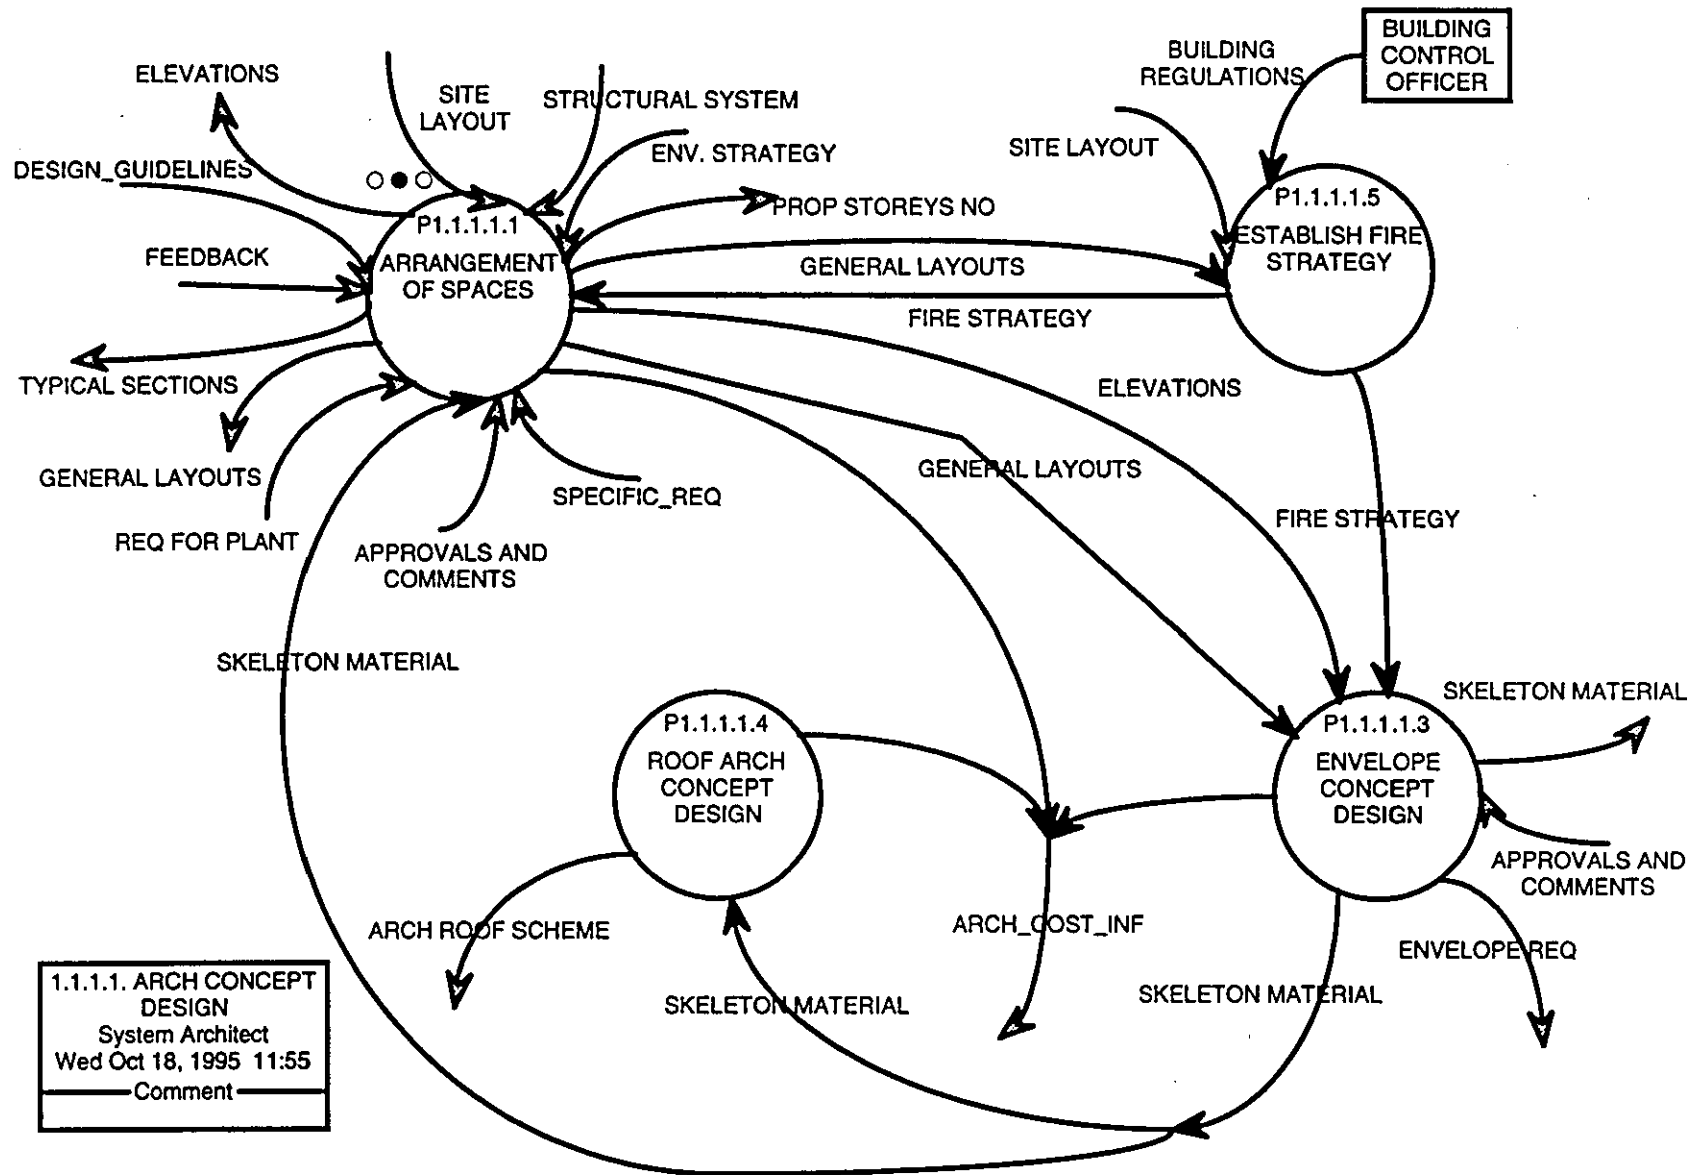 BUILDING
CONTROL
OFFICER
BUILDING
REGULATIONS
ELEVATIONS
SITE
LAYOUT
STRUCTURAL SYSTEM
ENV. STRATEGY
SITE LAYOUT
DESIGN_GUIDELINES
P1.1.1.1.1
ARRANGEMENT
OF SPACES
PROP STOREYS NO
P1.1.1.1.5
ESTABLISH FIRE
STRATEGY
FEEDBACK
GENERAL LAYOUTS
FIRE STRATEGY
TYPICAL SECTIONS
ELEVATIONS
GENERAL LAYOUTS
GENERAL LAYOUTS
SPECIFIC_REQ
FIRE STRATEGY
REQ FOR PLANT
APPROVALS AND
COMMENTS
SKELETON MATERIAL
SKELETON MATERIAL
P1.1.1.1.4
ROOF ARCH
CONCEPT
DESIGN
P1.1.1.1.3
ENVELOPE
CONCEPT
DESIGN
APPROVALS AND
COMMENTS
ARCH ROOF SCHEME
ARCH_COST_INF
ENVELOPE REQ
SKELETON MATERIAL
SKELETON MATERIAL
1.1.1.1. ARCH CONCEPT
DESIGN
System Architect
Wed Oct 18, 1995 11:55
Comment